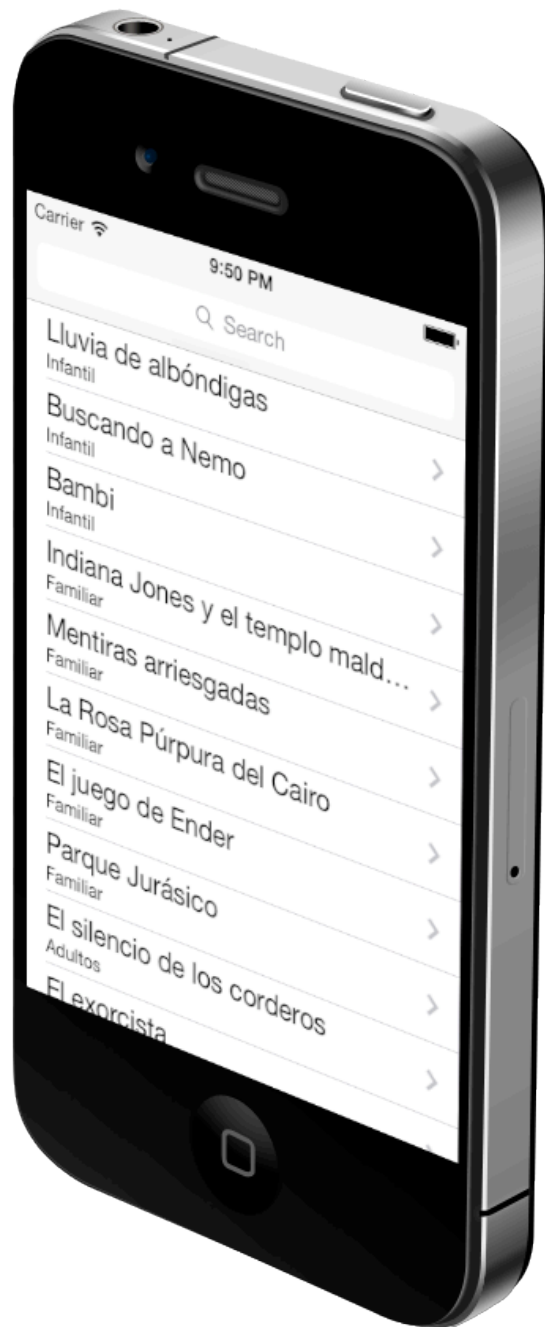 Carrier
9:50 PM
Search
Lluvia de albóndigas
Infantil
Buscando a Nemo
Infantil
Bambi
Infantil
Indiana Jones y el templo mald...
Familiar
Mentiras arriesgadas
Familiar
La Rosa Púrpura del Cairo
Familiar
El juego de Ender
Familiar
Parque Jurásico
Familiar
El silencio de los corderos
Adultos
El exorcista